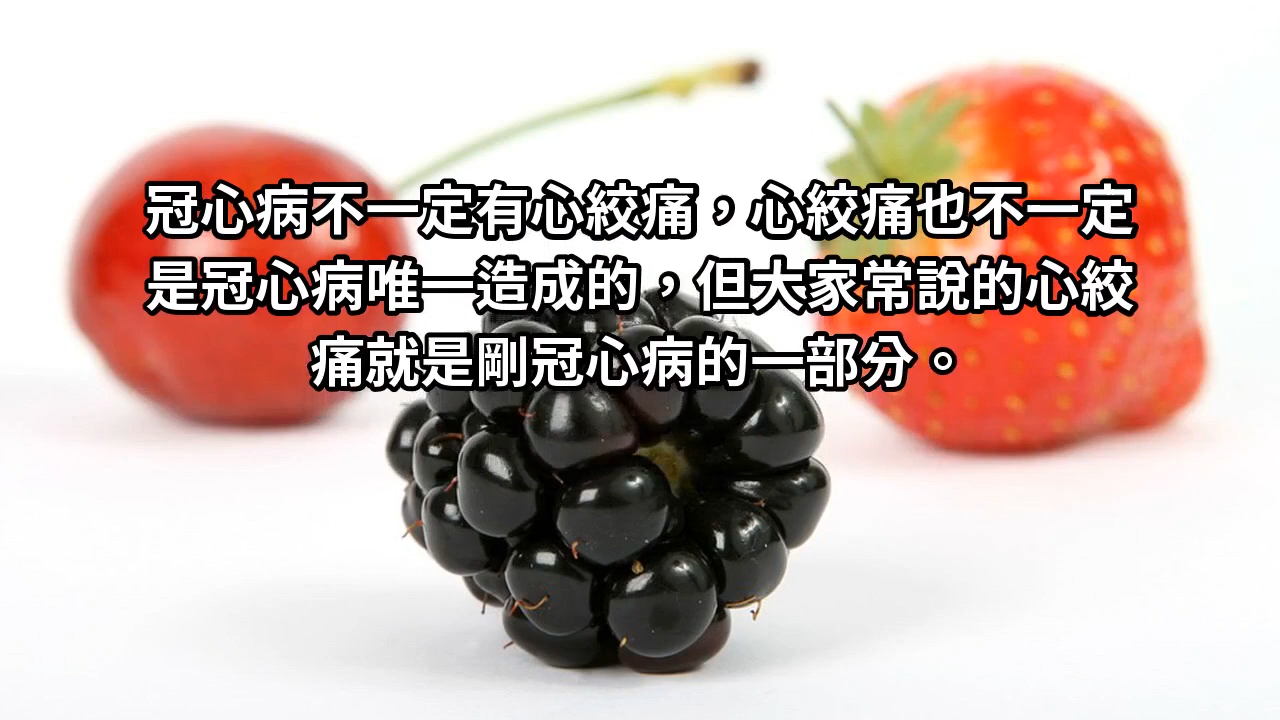 冠心病不一定有心絞痛，心絞痛也不一定
是冠心病唯一造成的，但大家常說的心絞
痛就是剛冠心病的一部分。